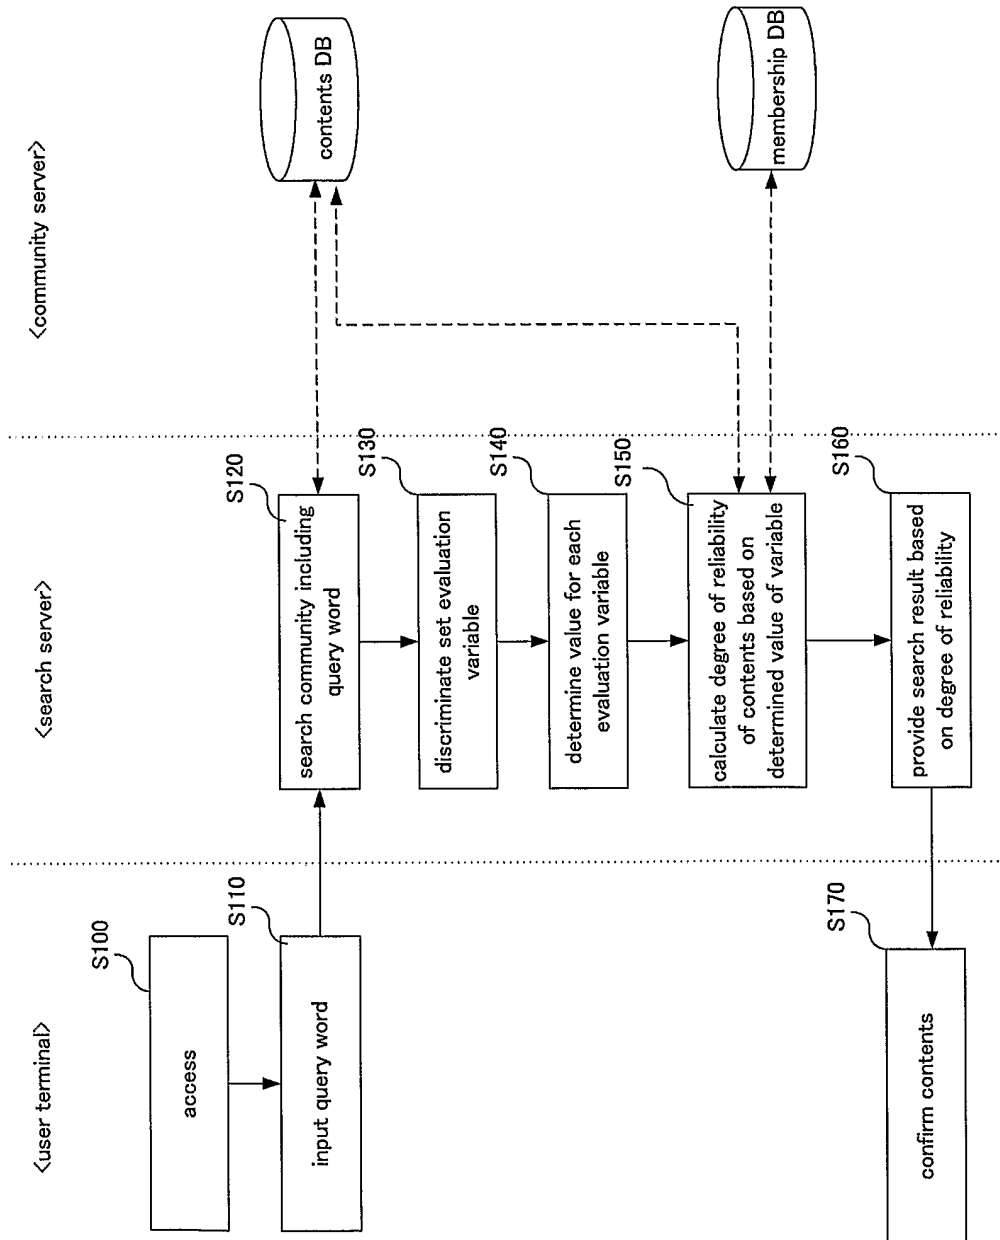 <user terminal>
<search server>
<community server>
S100
access
S110
input query word
S120
search community including
query word
contents DB
S130
discriminate set evaluation
variable
S140
determine value for each
evaluation variable
S150
calculate degree of reliability
of contents based on
determined value of variable
membership DB
S160
provide search result based
on degree of reliability
S170
confirm contents